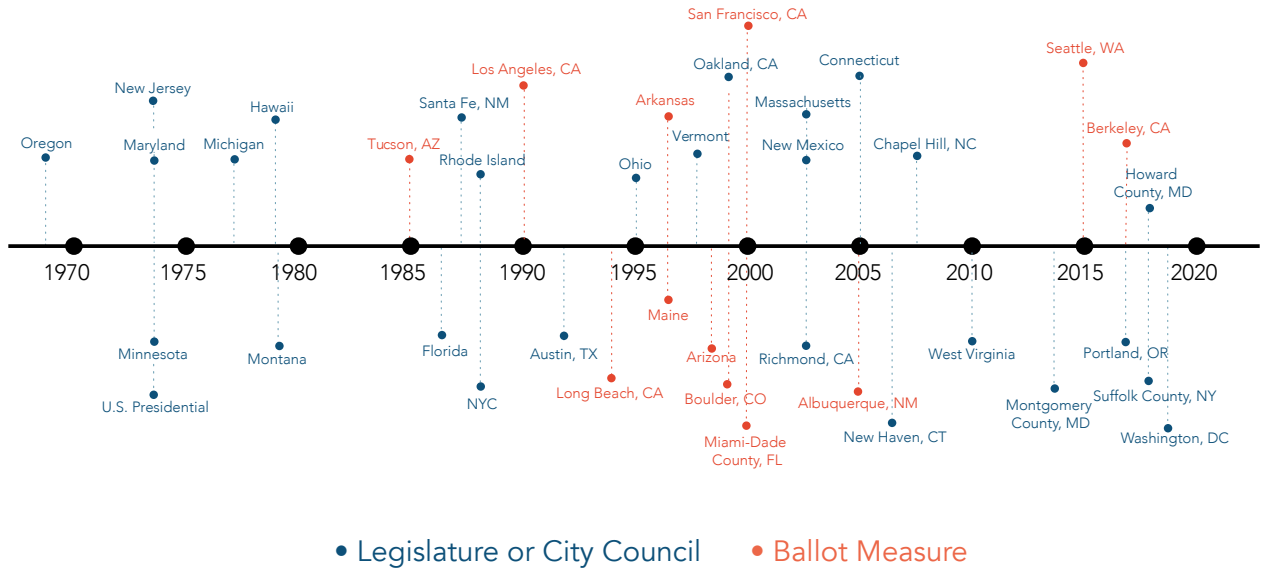 San Francisco, CA
Seattle, WA
Connecticut
Oakland, CA
Los Angeles, CA
New Jersey
Arkansas
Massachusetts
Santa Fe, NM
Hawaii
Berkeley, CA
Vermont
Oregon
Maryland
Michigan
Tucson, AZ
New Mexico
Chapel Hill, NC
Rhode Island
Ohio
Howard
County, MD
1970
1975
1980
1985
1990
1995
2000
2005
2010
2015
2020
Maine
Minnesota
Montana
Florida
Austin, TX
Arizona
Richmond, CA
West Virginia
Portland, OR
Long Beach, CA
Boulder, CO
Suffolk County, NY
U.S. Presidential
NYC
Albuquerque, NM
Montgomery
County, MD
New Haven, CT
Washington, DC
Miami-Dade
County, FL
Legislature or City Council
Ballot Measure